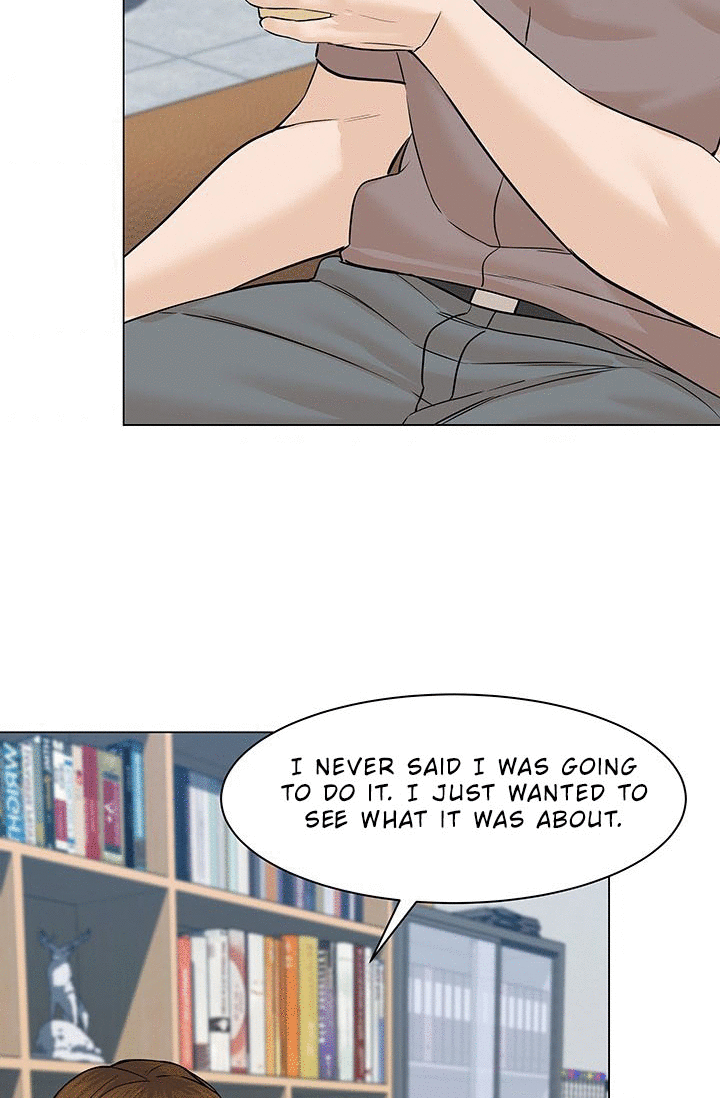 I NEVER SAID I WAS GOING
TO DO IT. I JUST WANTED TO
SEE WHAT IT WAS ABOUT.